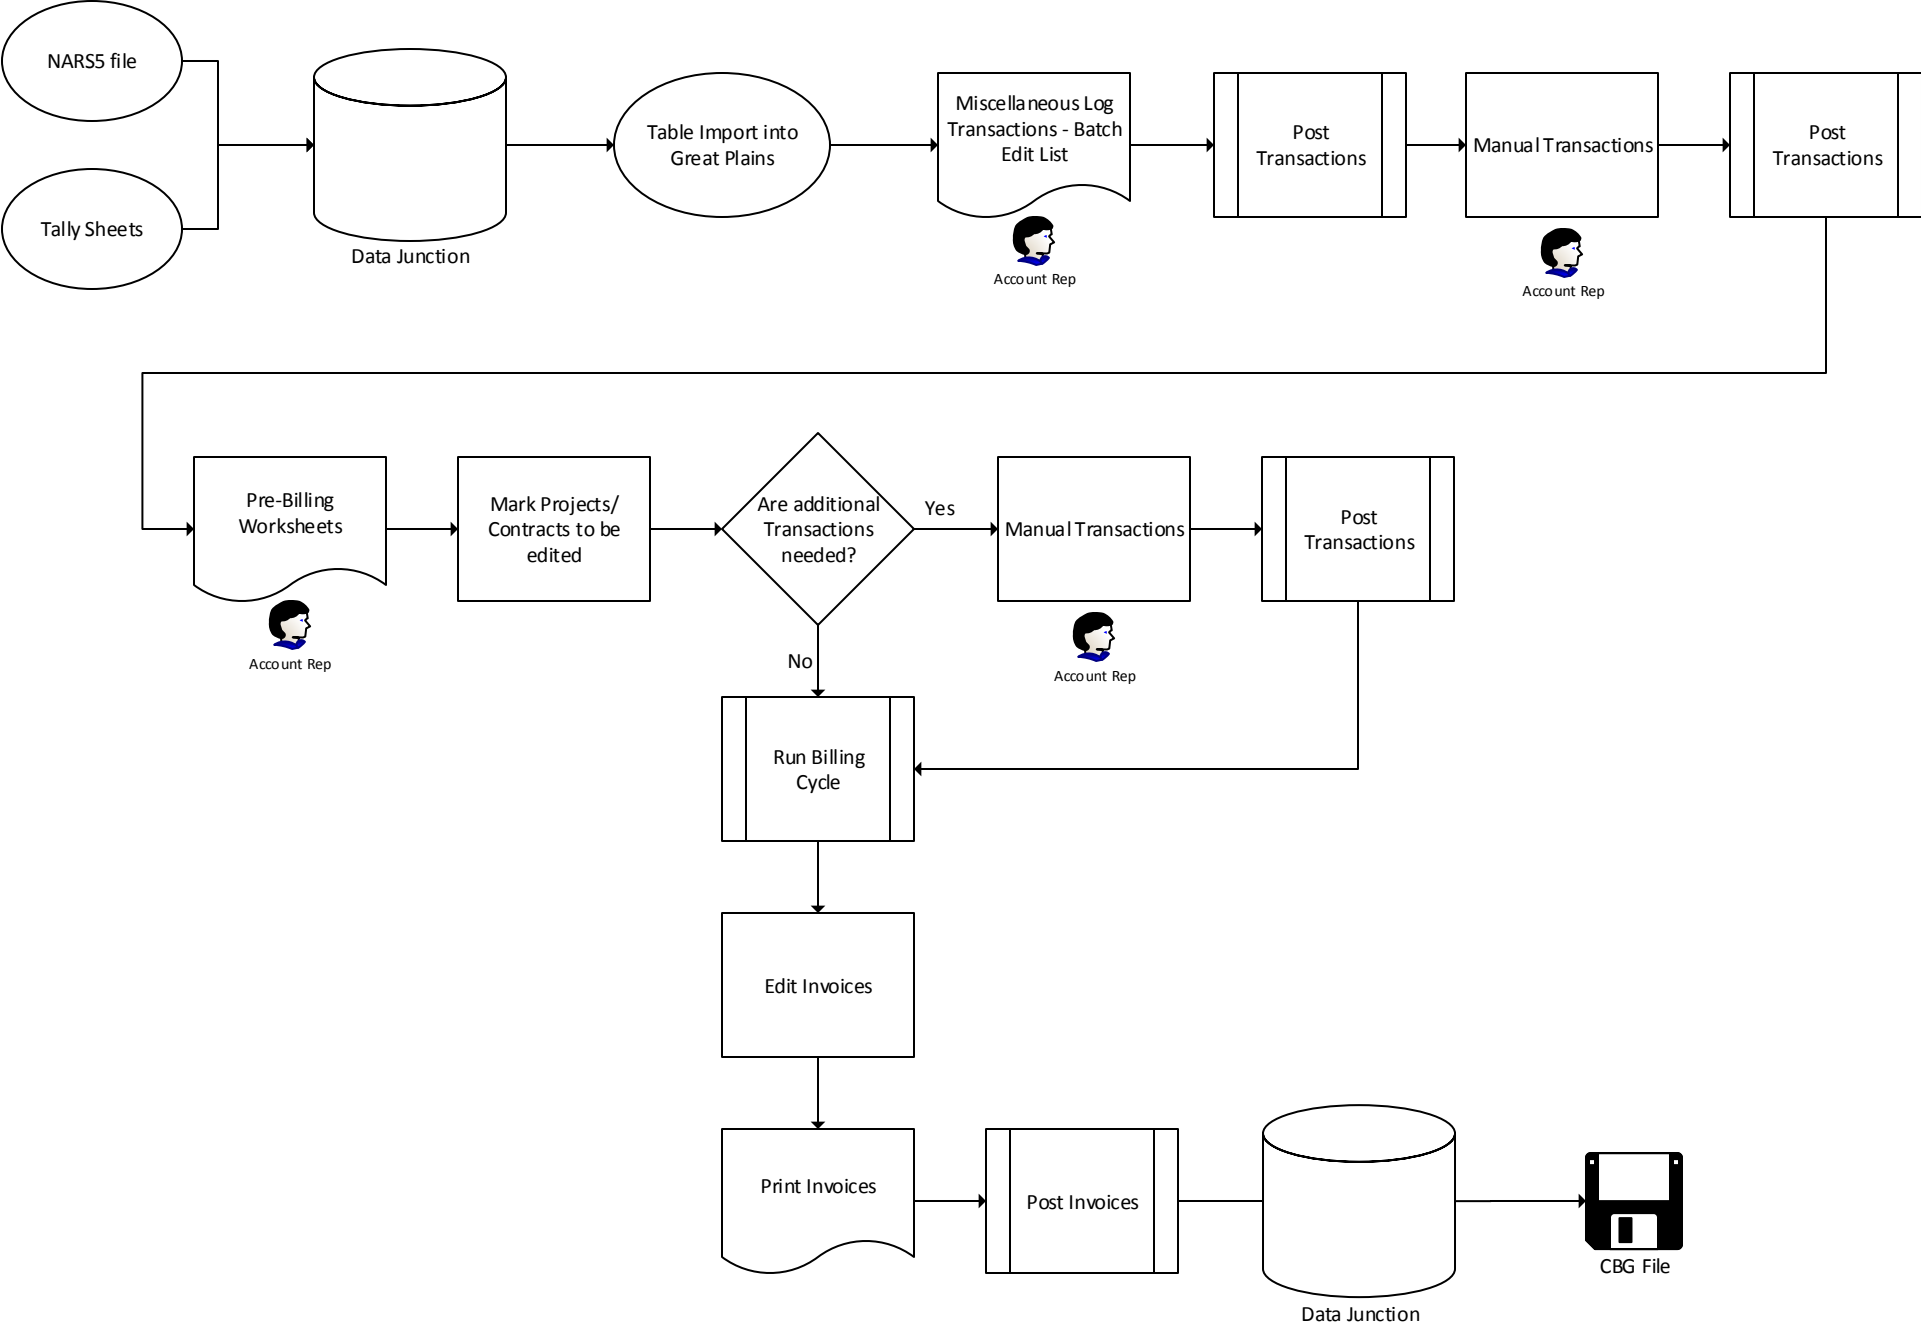 NARS5 file
Tally Sheets
Data Junction
Table Import into
Great Plains
Miscellaneous Log
Transactions - Batch
Edit List
Account Rep
Post
Transactions
Manual Transactions
Account Rep
Post
Transactions
Pre-Billing
Worksheets
Account Rep
Mark Projects/
Contracts to be
edited
Are additional
Transactions
needed?
Yes
No
Manual Transactions
Account Rep
Post
Transactions
Run Billing
Cycle
Edit Invoices
Print Invoices
Post Invoices
Data Junction
CBG File